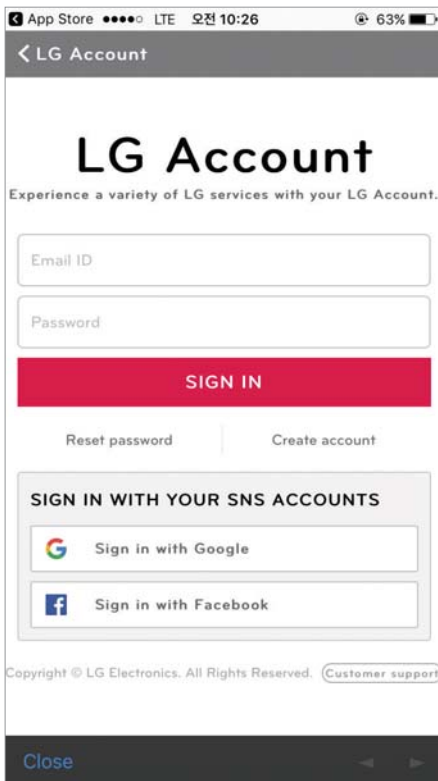 App Store LTE 오전 10:26 63%
LG Account
LG Account
Experience a variety of LG services with your LG Account.
Email ID
Password
SIGN IN
Reset password Create account
SIGN IN WITH YOUR SNS ACCOUNTS
Sign in with Google
Sign in with Facebook
Copyright © LG Electronics. All Rights Reserved. Customer support
Close